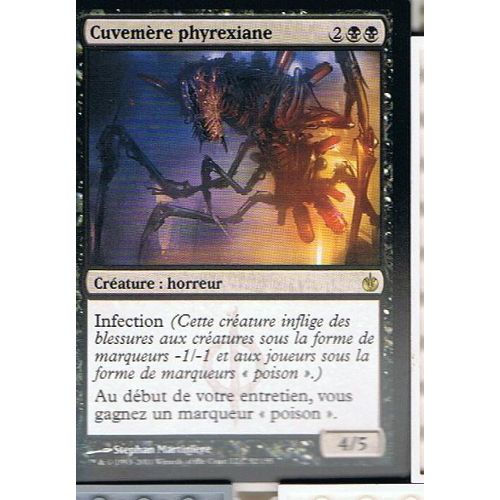 Cuvemère phyrexiane 2
Créature : horreur
Infection (Cette créature inflige des
blessures aux créatures sous la forme de
marqueurs -1/-1 et aux joueurs sous la
forme de marqueurs « poison ».)
Au début de votre entretien, vous
gagnez un marqueur « poison ».
Stephan Martinière
4/5